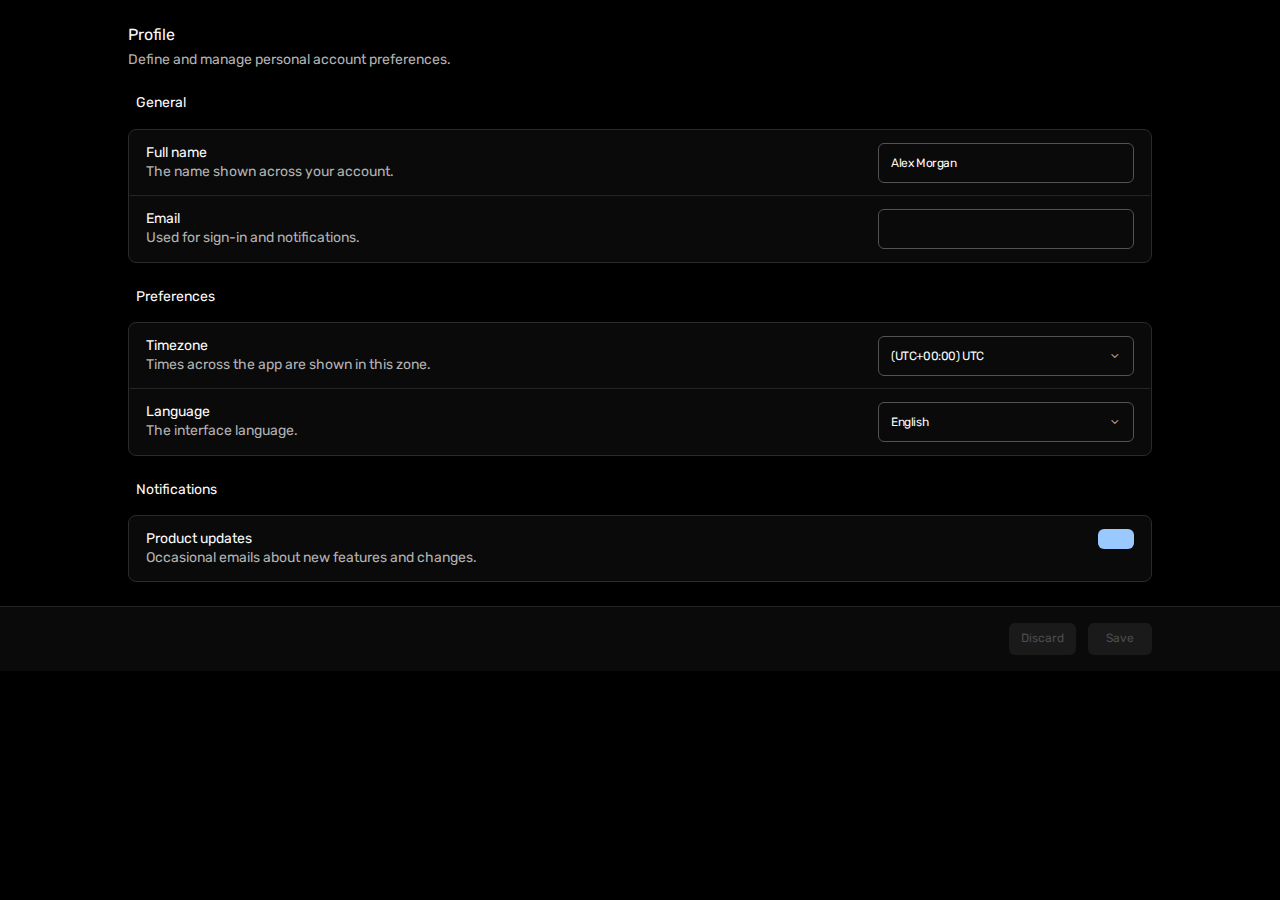 Profile
Define and manage personal account preferences.
General
Full name
The name shown across your account.
Alex Morgan
Email
Used for sign-in and notifications.
Preferences
Timezone
Times across the app are shown in this zone.
(UTC+00:00) UTC
Language
The interface language.
English
Notifications
Product updates
Occasional emails about new features and changes.
Discard
Save